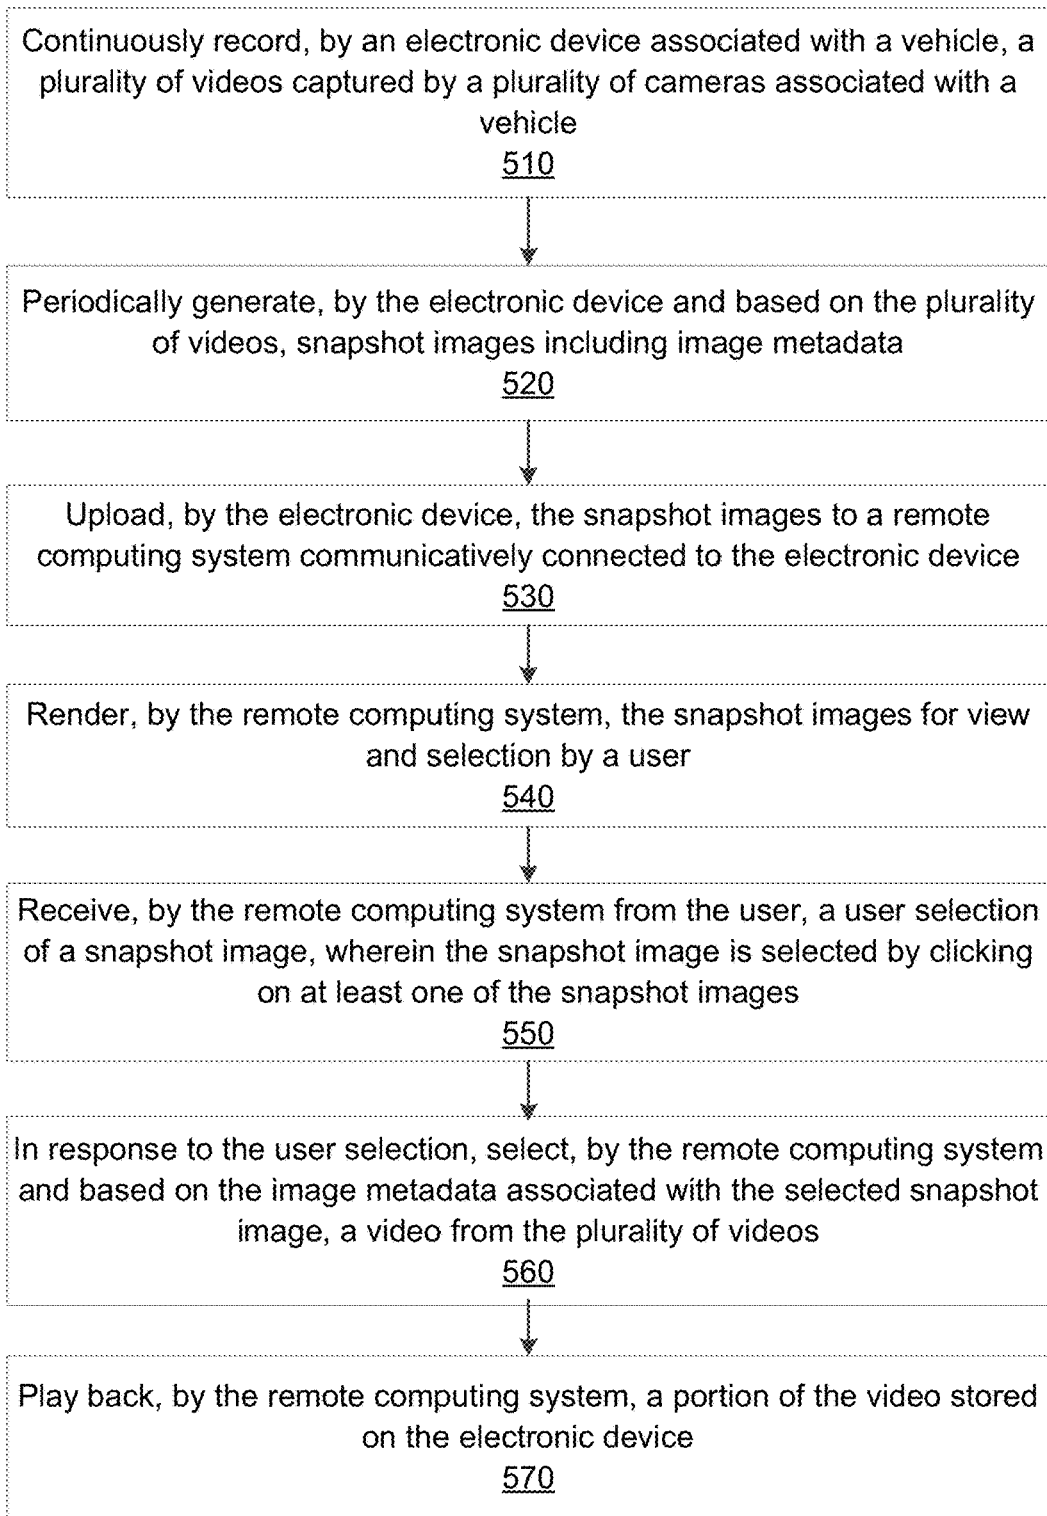 Continuously record, by an electronic device associated with a vehicle, a
plurality of videos captured by a plurality of cameras associated with a
vehicle
510
Periodically generate, by the electronic device and based on the plurality
of videos, snapshot images including image metadata
520
Upload, by the electronic device, the snapshot images to a remote
computing system communicatively connected to the electronic device
530
Render, by the remote computing system, the snapshot images for view
and selection by a user
540
Receive, by the remote computing system from the user, a user selection
of a snapshot image, wherein the snapshot image is selected by clicking
on at least one of the snapshot images
550
In response to the user selection, select, by the remote computing system
and based on the image metadata associated with the selected snapshot
image, a video from the plurality of videos
560
Play back, by the remote computing system, a portion of the video stored
on the electronic device
570